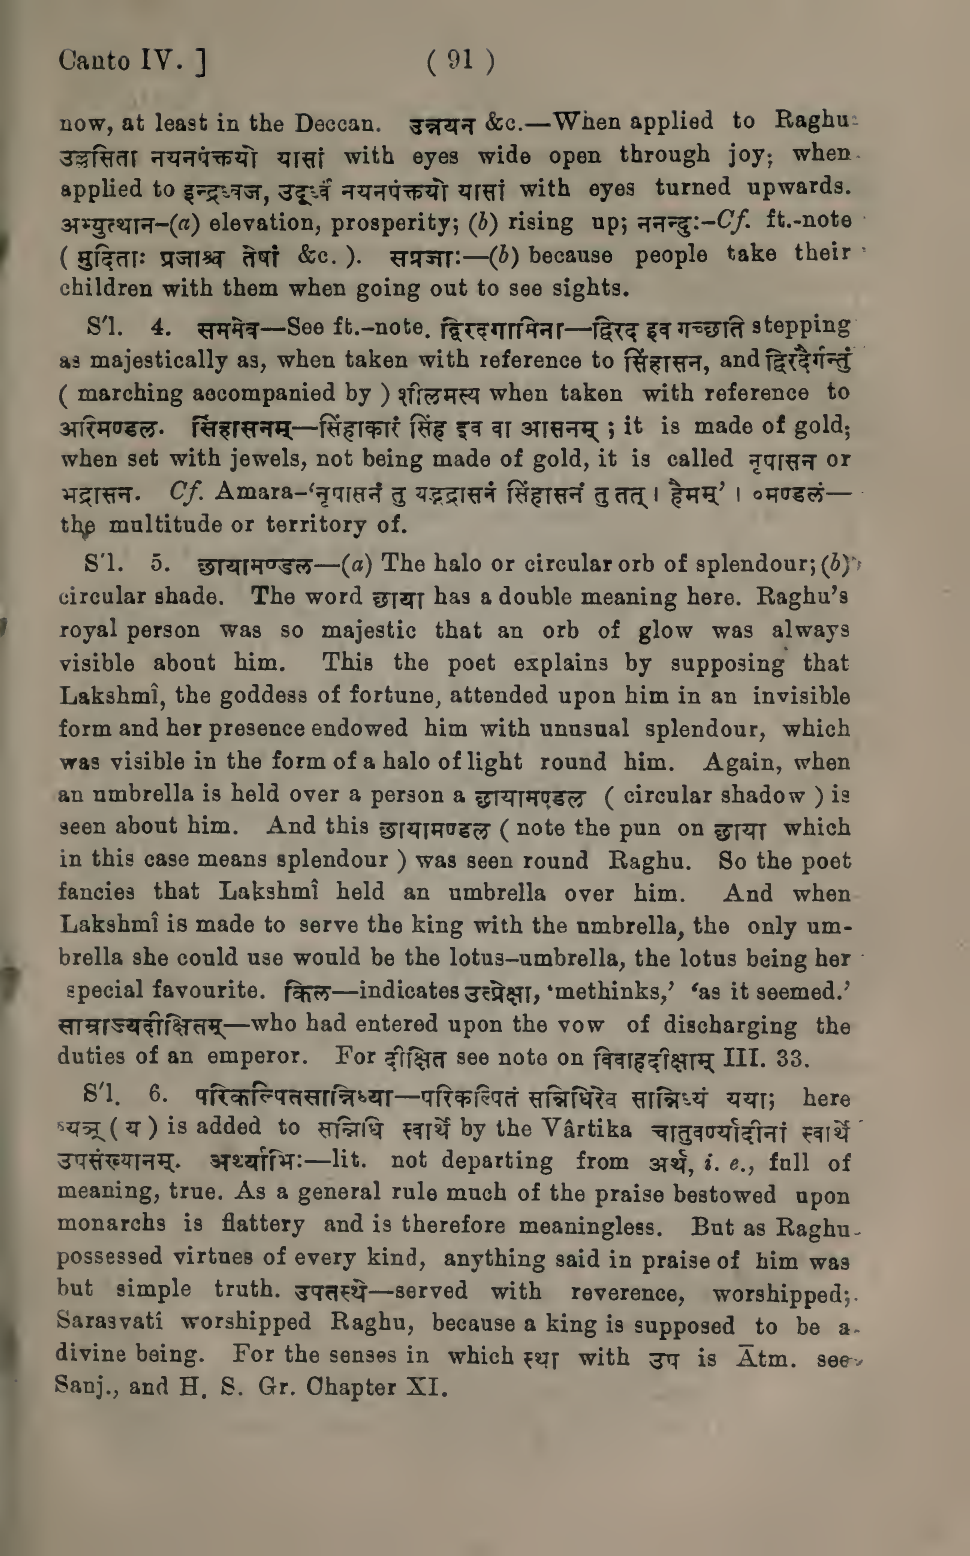 Canto IV. ] ( 91 )
now, at least in the Deccan. उन्नयन &c.—When applied to Raghu
उल्लसिता नयनपंक्तयो यासां with eyes wide open through joy; when
applied to इन्द्रध्वज, उदूर्ध्वं नयनपंक्तयो यासां with eyes turned upwards.
अभ्युत्थान-(a) elevation, prosperity; (b) rising up; ननन्दुः-Cf. ft.-note
( मुदिताः प्रजाश्च तेषां &c. ). सप्रजाः—(b) because people take their
children with them when going out to see sights.
S'l. 4. सममेव—See ft.-note. द्विरदगामिना—द्विरद इव गच्छति stepping
as majestically as, when taken with reference to सिंहासन, and द्विरदैर्गन्तुं
( marching accompanied by ) शीलमस्य when taken with reference to
अरिमण्डल. सिंहासनम्—सिंहाकारं सिंह इव वा आसनम् ; it is made of gold;
when set with jewels, not being made of gold, it is called नृपासन or
भद्रासन. Cf. Amara-‘नृपासनं तु यद्भद्रासनं सिंहासनं तु तत् । हैमम्’ । ०मण्डलं—
the multitude or territory of.
S'l. 5. छायामण्डल—(a) The halo or circular orb of splendour; (b)
circular shade. The word छाया has a double meaning here. Raghu’s
royal person was so majestic that an orb of glow was always
visible about him. This the poet explains by supposing that
Lakshmî, the goddess of fortune, attended upon him in an invisible
form and her presence endowed him with unusual splendour, which
was visible in the form of a halo of light round him. Again, when
an umbrella is held over a person a छायामण्डल ( circular shadow ) is
seen about him. And this छायामण्डल ( note the pun on छाया which
in this case means splendour ) was seen round Raghu. So the poet
fancies that Lakshmî held an umbrella over him. And when
Lakshmî is made to serve the king with the umbrella, the only um-
brella she could use would be the lotus-umbrella, the lotus being her
special favourite. किल—indicates उत्प्रेक्षा, ‘methinks,’ ‘as it seemed.’
साम्राज्यदीक्षितम्—who had entered upon the vow of discharging the
duties of an emperor. For दीक्षित see note on विवाहदीक्षाम् III. 33.
S'l. 6. परिकल्पितसान्निध्या—परिकल्पितं सन्निधिरेव सान्निध्यं यया; here
ष्यञ् ( य ) is added to सन्निधि स्वार्थे by the Vârtika चातुवर्ण्यादीनां स्वार्थे
उपसंख्यानम्. अर्थ्याभिः—lit. not departing from अर्थ, i. e., full of
meaning, true. As a general rule much of the praise bestowed upon
monarchs is flattery and is therefore meaningless. But as Raghu
possessed virtues of every kind, anything said in praise of him was
but simple truth. उपतस्थे—served with reverence, worshipped;
Sarasvatî worshipped Raghu, because a king is supposed to be a
divine being. For the senses in which स्था with उप is Ātm. see
Sanj., and H. S. Gr. Chapter XI.